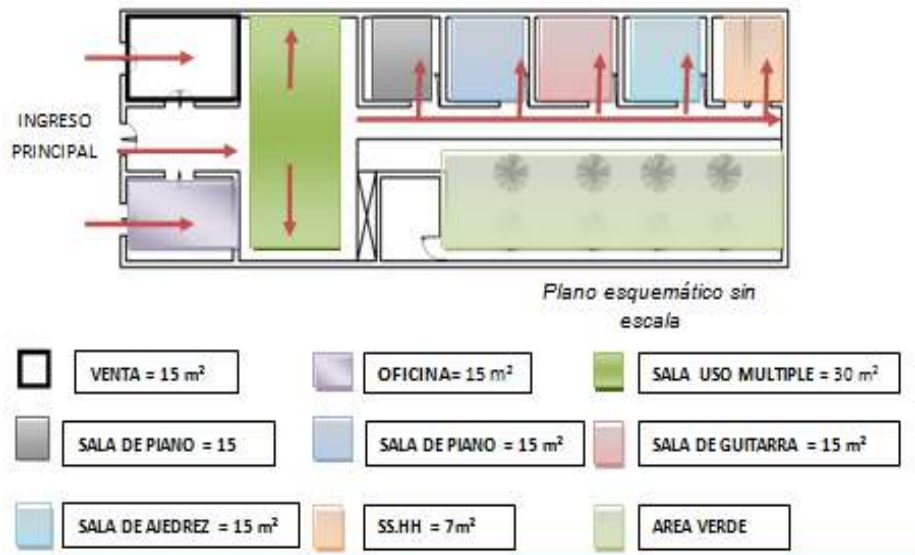 INGRESO
PRINCIPAL
Plano esquemático sin
escala
VENTA = 15 m²
OFICINA= 15 m²
SALA USO MULTIPLE = 30 m²
SALA DE PIANO = 15
SALA DE PIANO = 15 m²
SALA DE GUITARRA = 15 m²
SALA DE AJEDREZ = 15 m²
SS.HH = 7m²
AREA VERDE